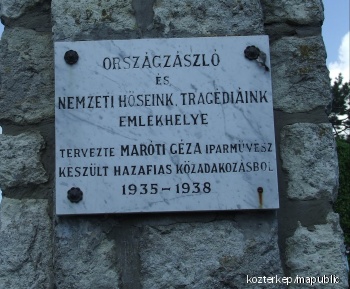 ORSZÁGZÁSZLÓ
ÉS
NEMZETI HŐSEINK, TRAGÉDIÁINK
EMLÉKHELYE
TERVEZTE MARÓTI GÉZA IPARMŰVÉSZ
KÉSZÜLT HAZAFIAS KÖZADAKOZÁSBÓL
1935-1938
kozterkep/mapublic